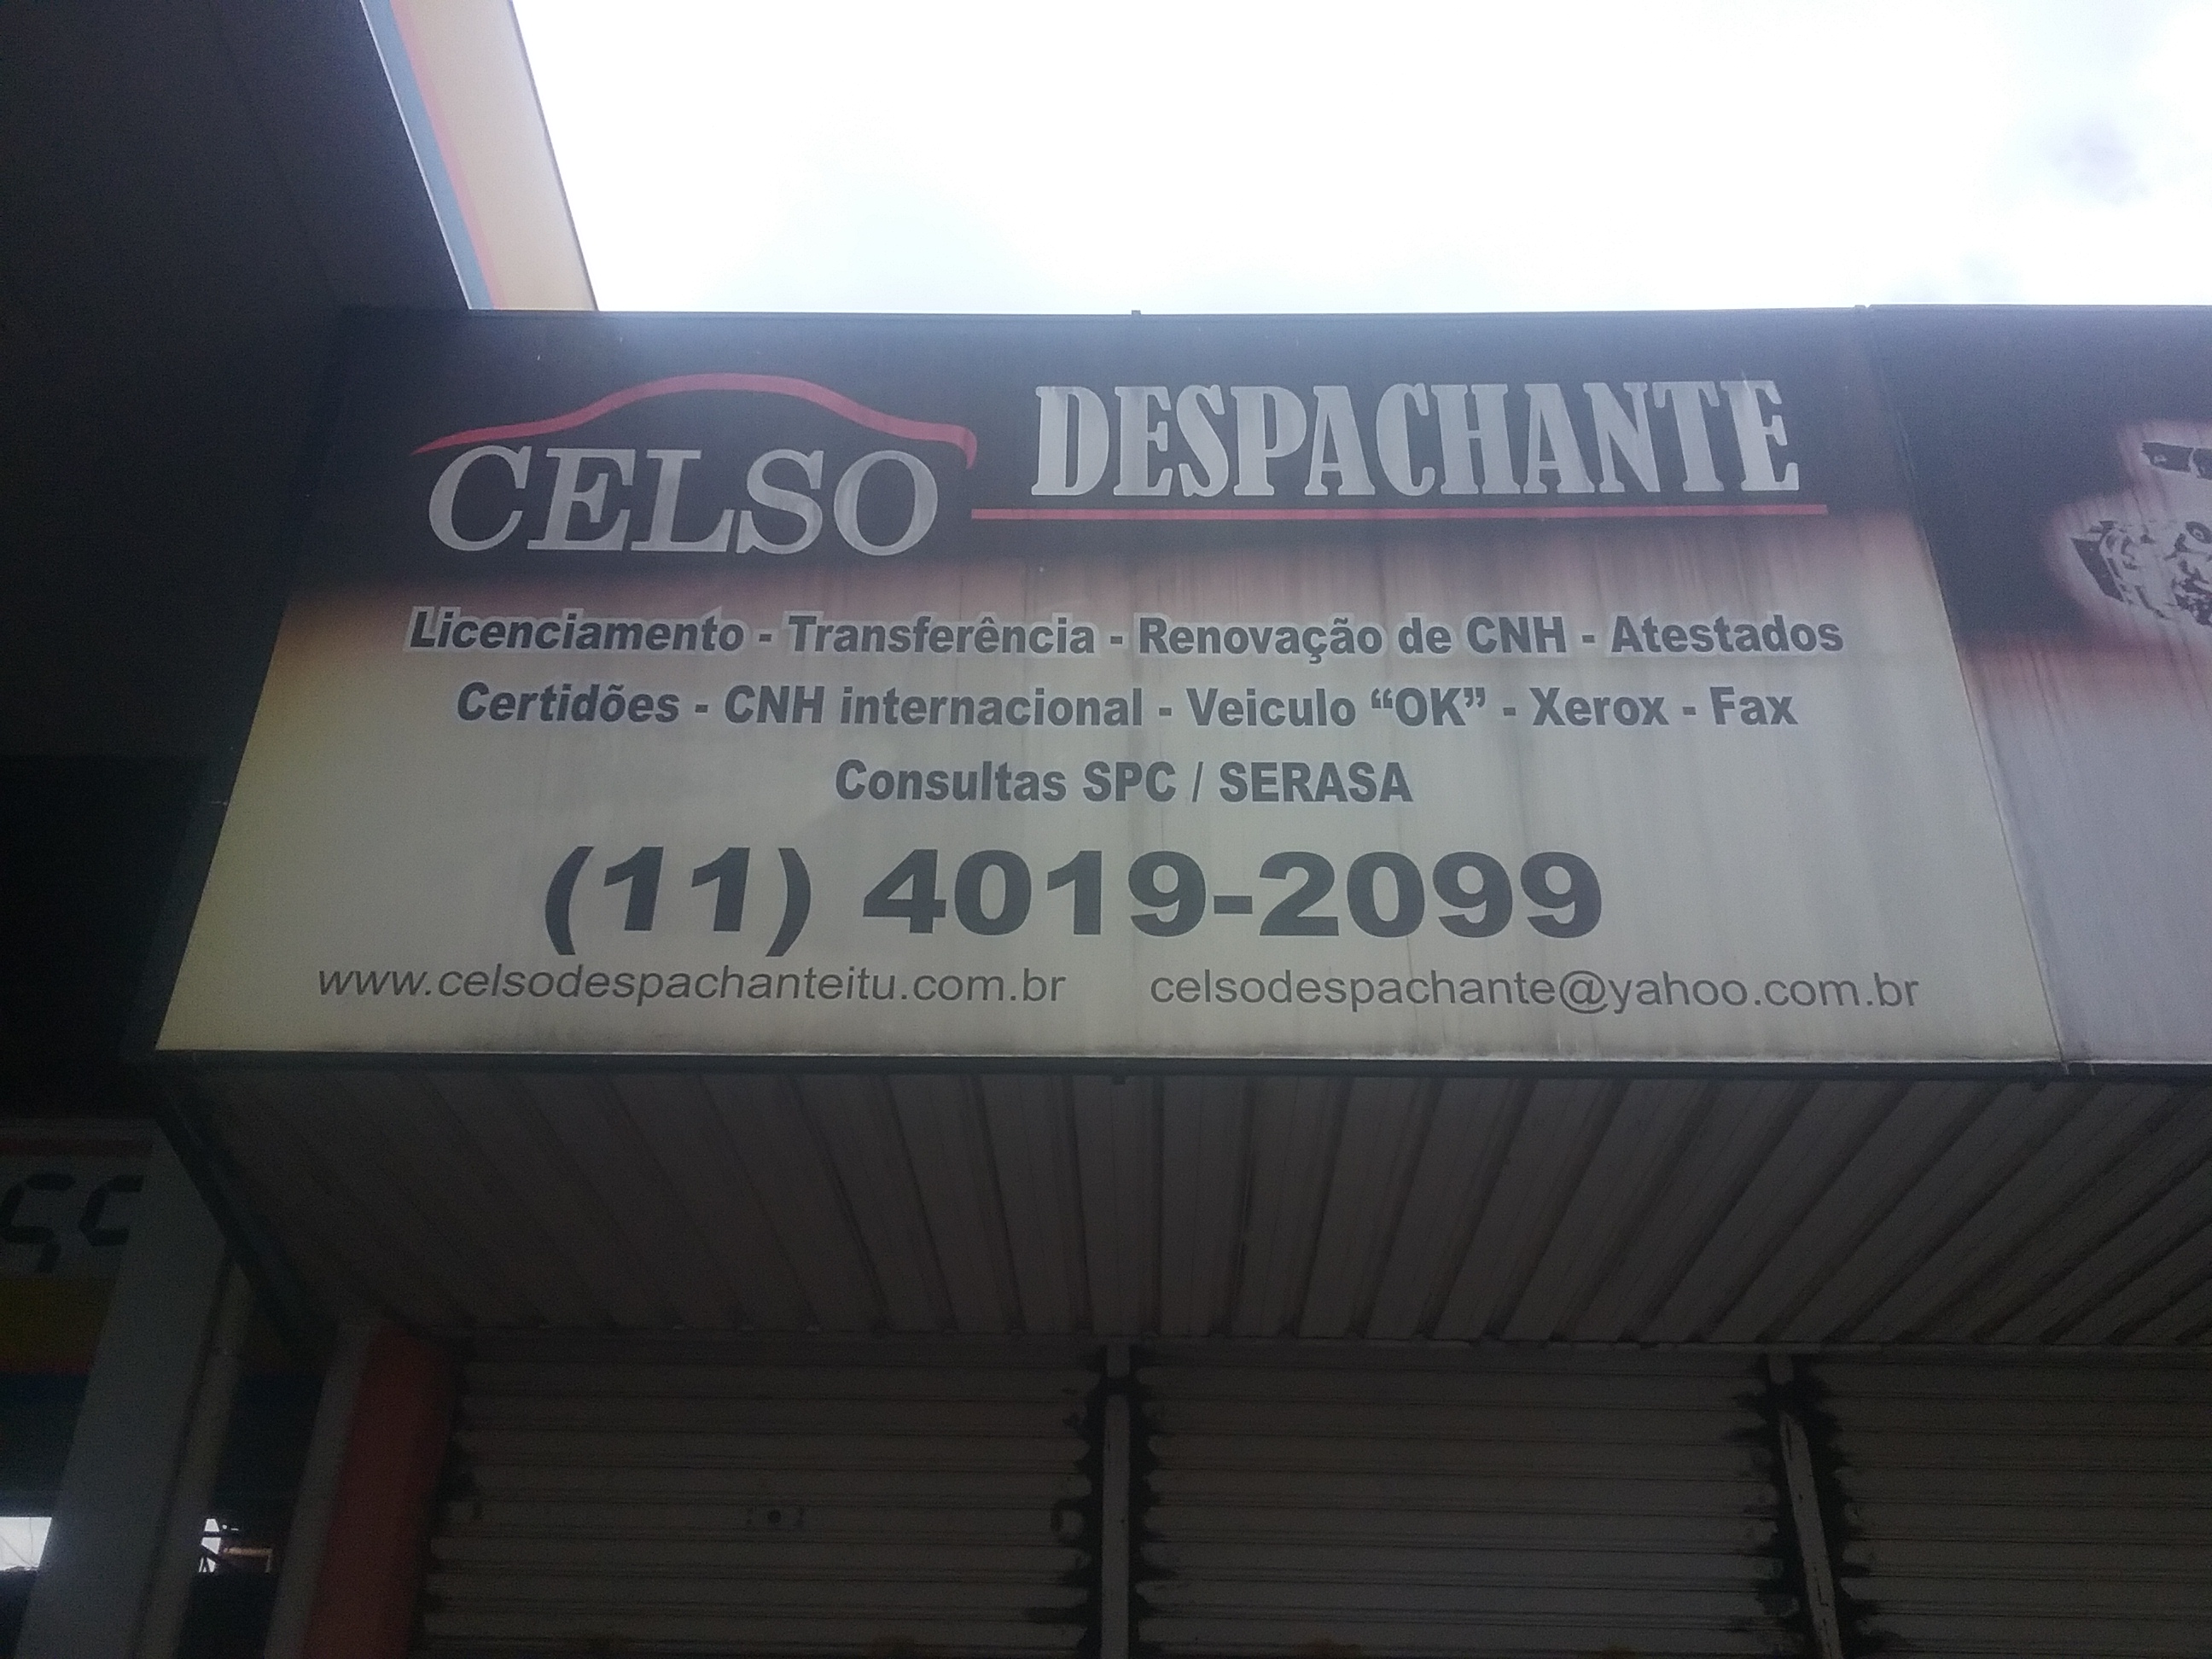 CELSO DESPACHANTE
Licenciamento - Transferência - Renovação de CNH - Atestados
Certidões - CNH internacional - Veiculo “OK” - Xerox - Fax
Consultas SPC / SERASA
(11) 4019-2099
www.celsodespachanteitu.com.br celsodespachante@yahoo.com.br